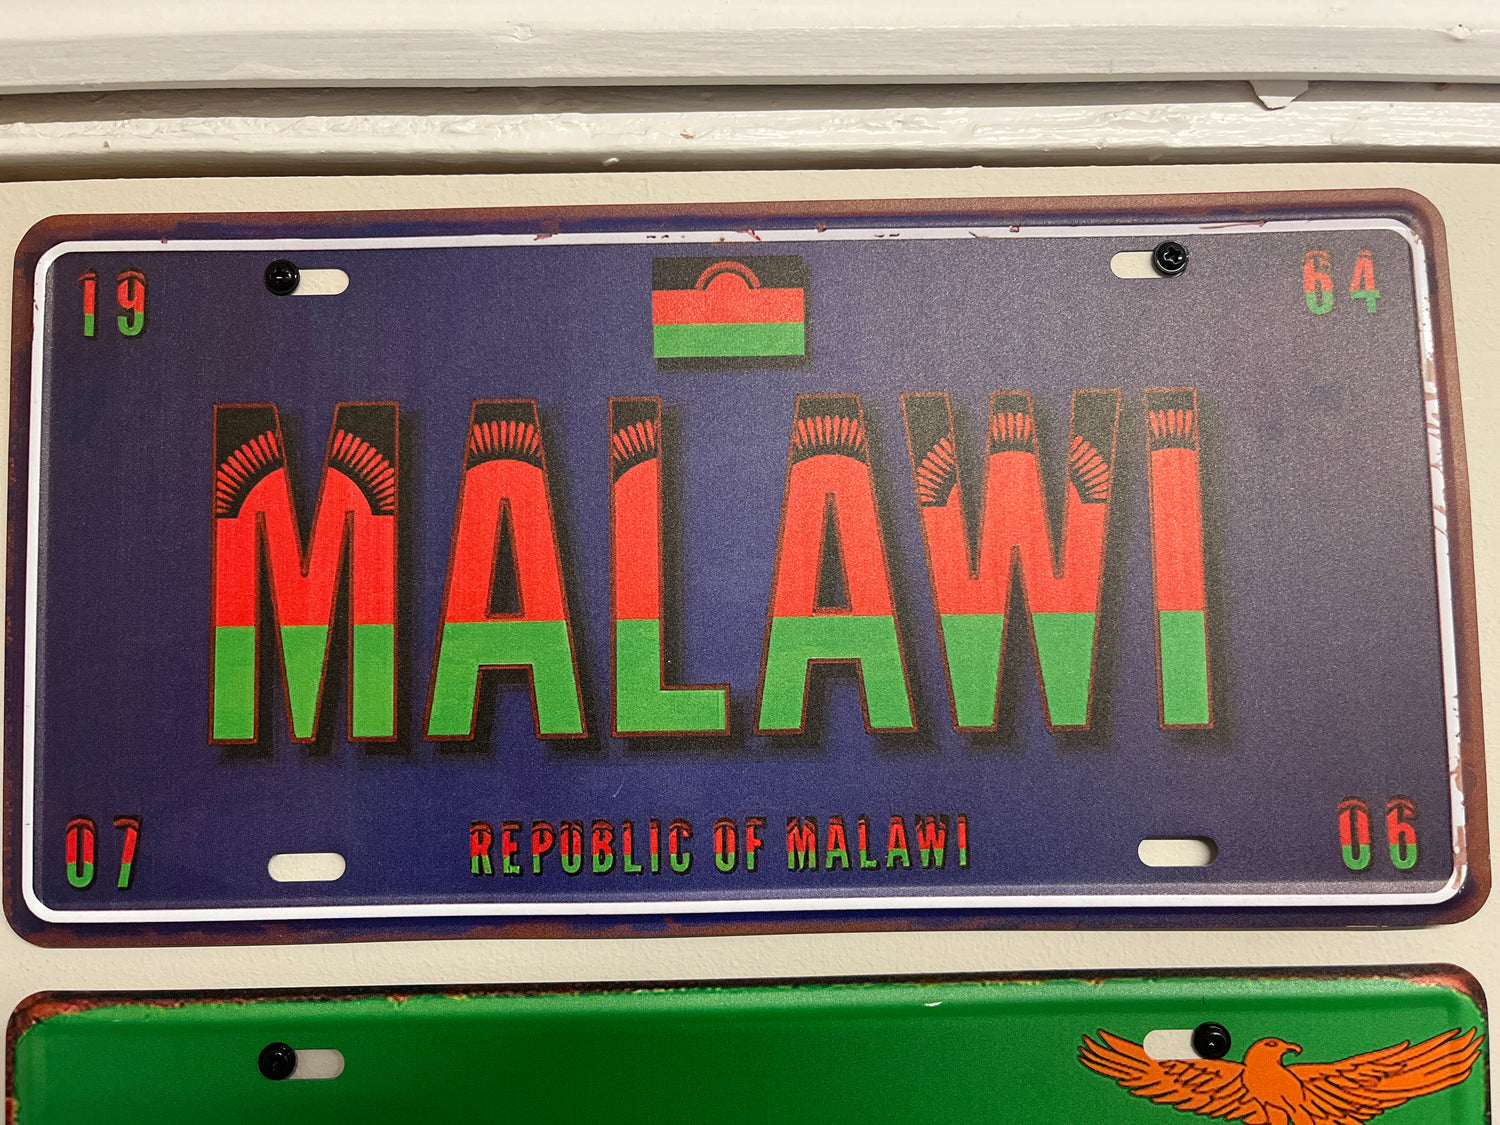 19 64
MALAWI
07 REPUBLIC OF MALAWI 06